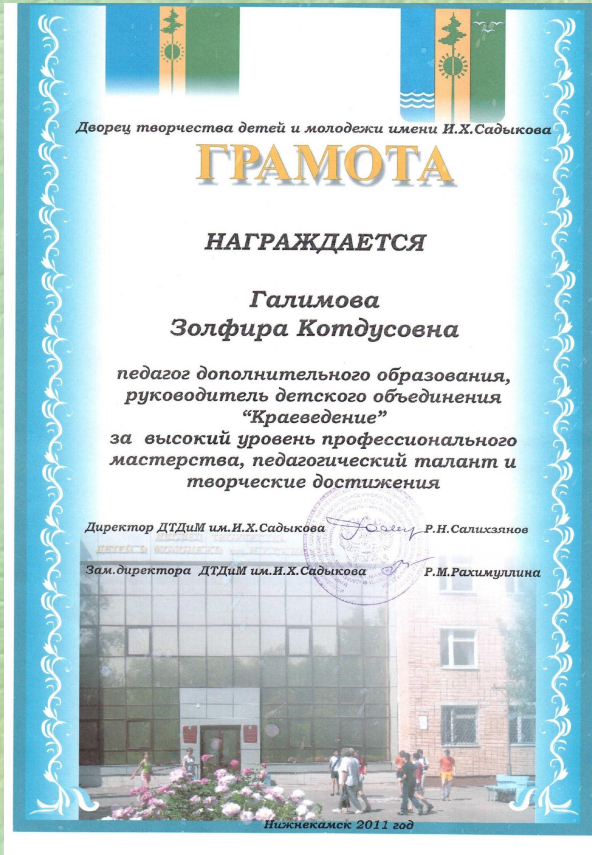 Дворец творчества детей и молодежи имени И.Х.Садыкова
ГРАМОТА
НАГРАЖДАЕТСЯ
Галимова
Золфира Котдусовна
педагог дополнительного образования,
руководитель детского объединения
“Краеведение”
за высокий уровень профессионального
мастерства, педагогический талант и
творческие достижения
Директор ДТДиМ им.И.Х.Садыкова Р.Н.Салихзянов
Зам.директора ДТДиМ им.И.Х.Садыкова Р.М.Рахимуллина
Нижнекамск 2011 год